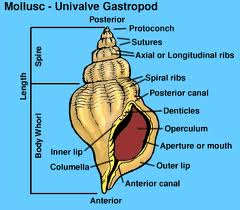 Mollusc - Univalve Gastropod
Posterior
Protoconch
Sutures
Axial or Longitudinal ribs
Spire
Spiral ribs
Posterior canal
Length
Denticles
Operculum
Aperture or mouth
Body Whorl
Inner lip
Outer lip
Columella
Anterior canal
Anterior